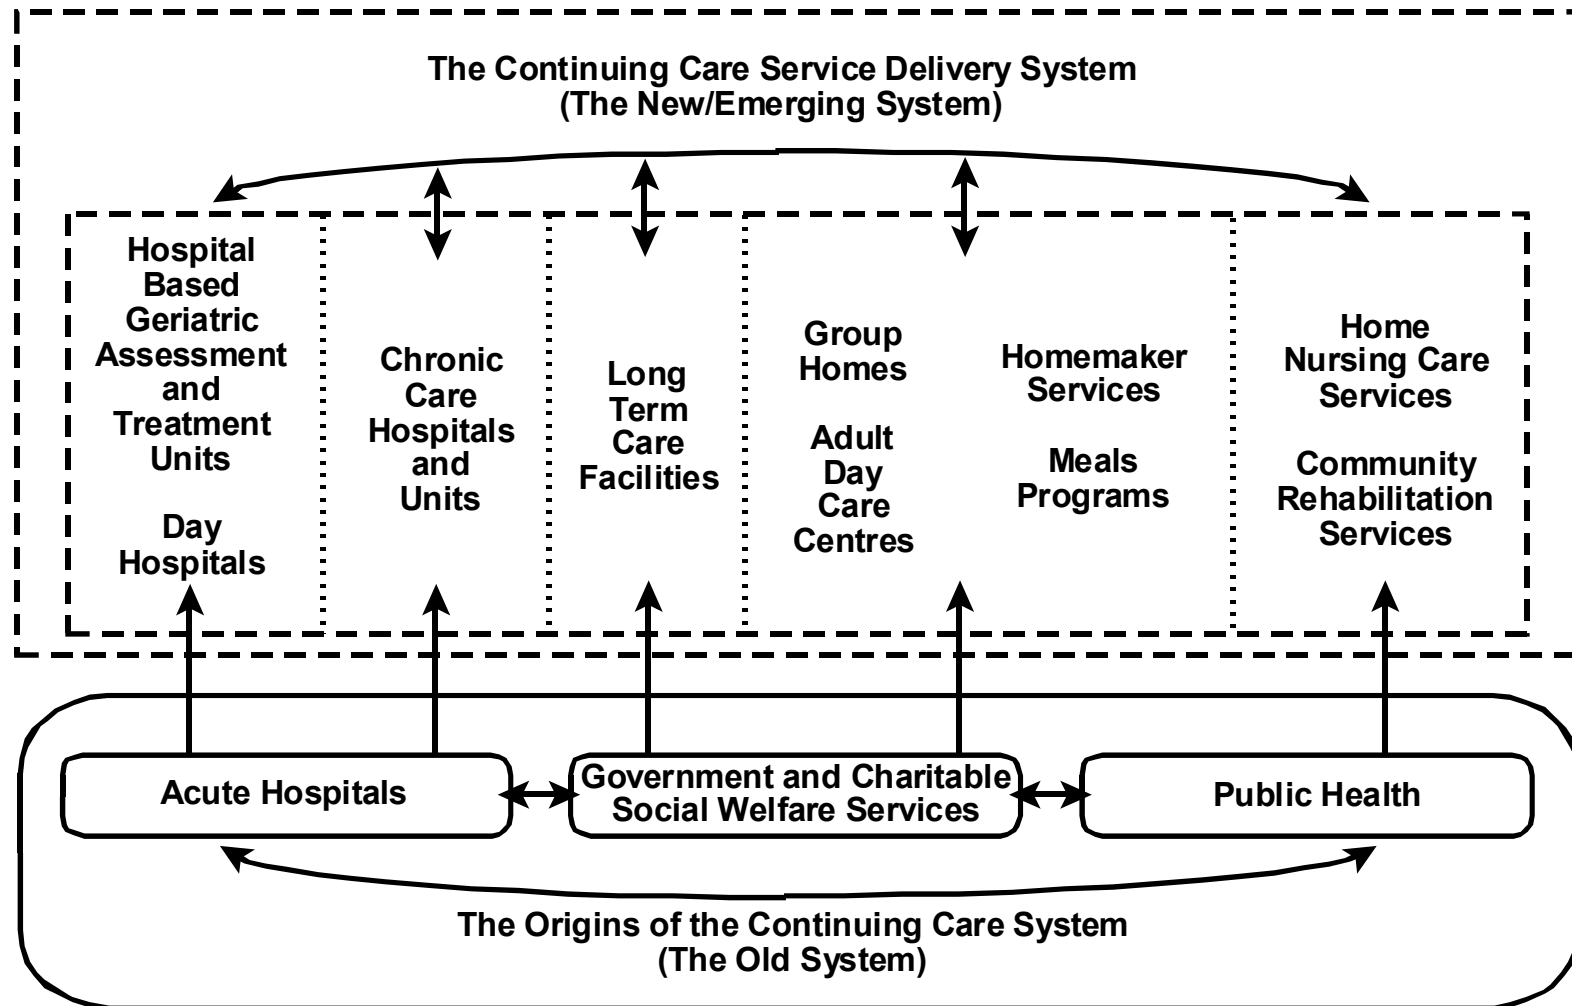 The Continuing Care Service Delivery System
(The New/Emerging System)
Hospital
Based
Geriatric
Assessment
and
Treatment
Units
Day
Hospitals
Chronic
Care
Hospitals
and
Units
Long
Term
Care
Facilities
Group
Homes
Adult
Day
Care
Centres
Homemaker
Services
Meals
Programs
Home
Nursing Care
Services
Community
Rehabilitation
Services
Acute Hospitals
Government and Charitable
Social Welfare Services
Public Health
The Origins of the Continuing Care System
(The Old System)